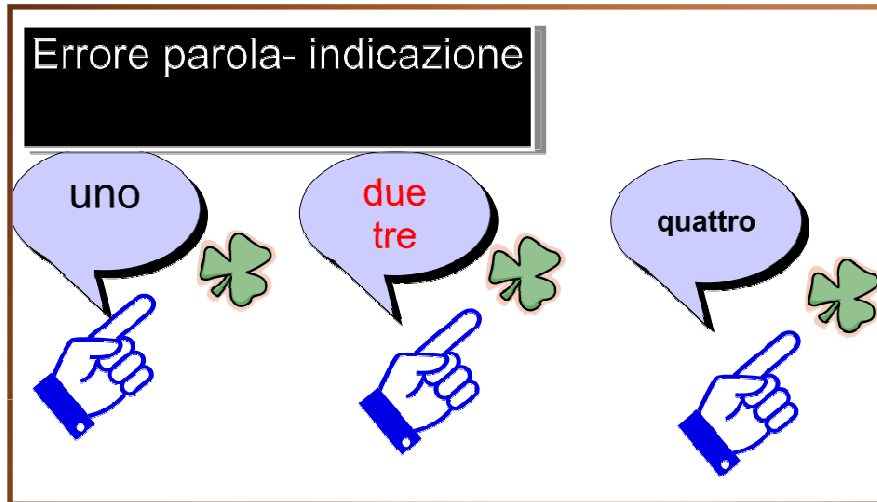 Errore parola- indicazione
uno
due
tre
quattro